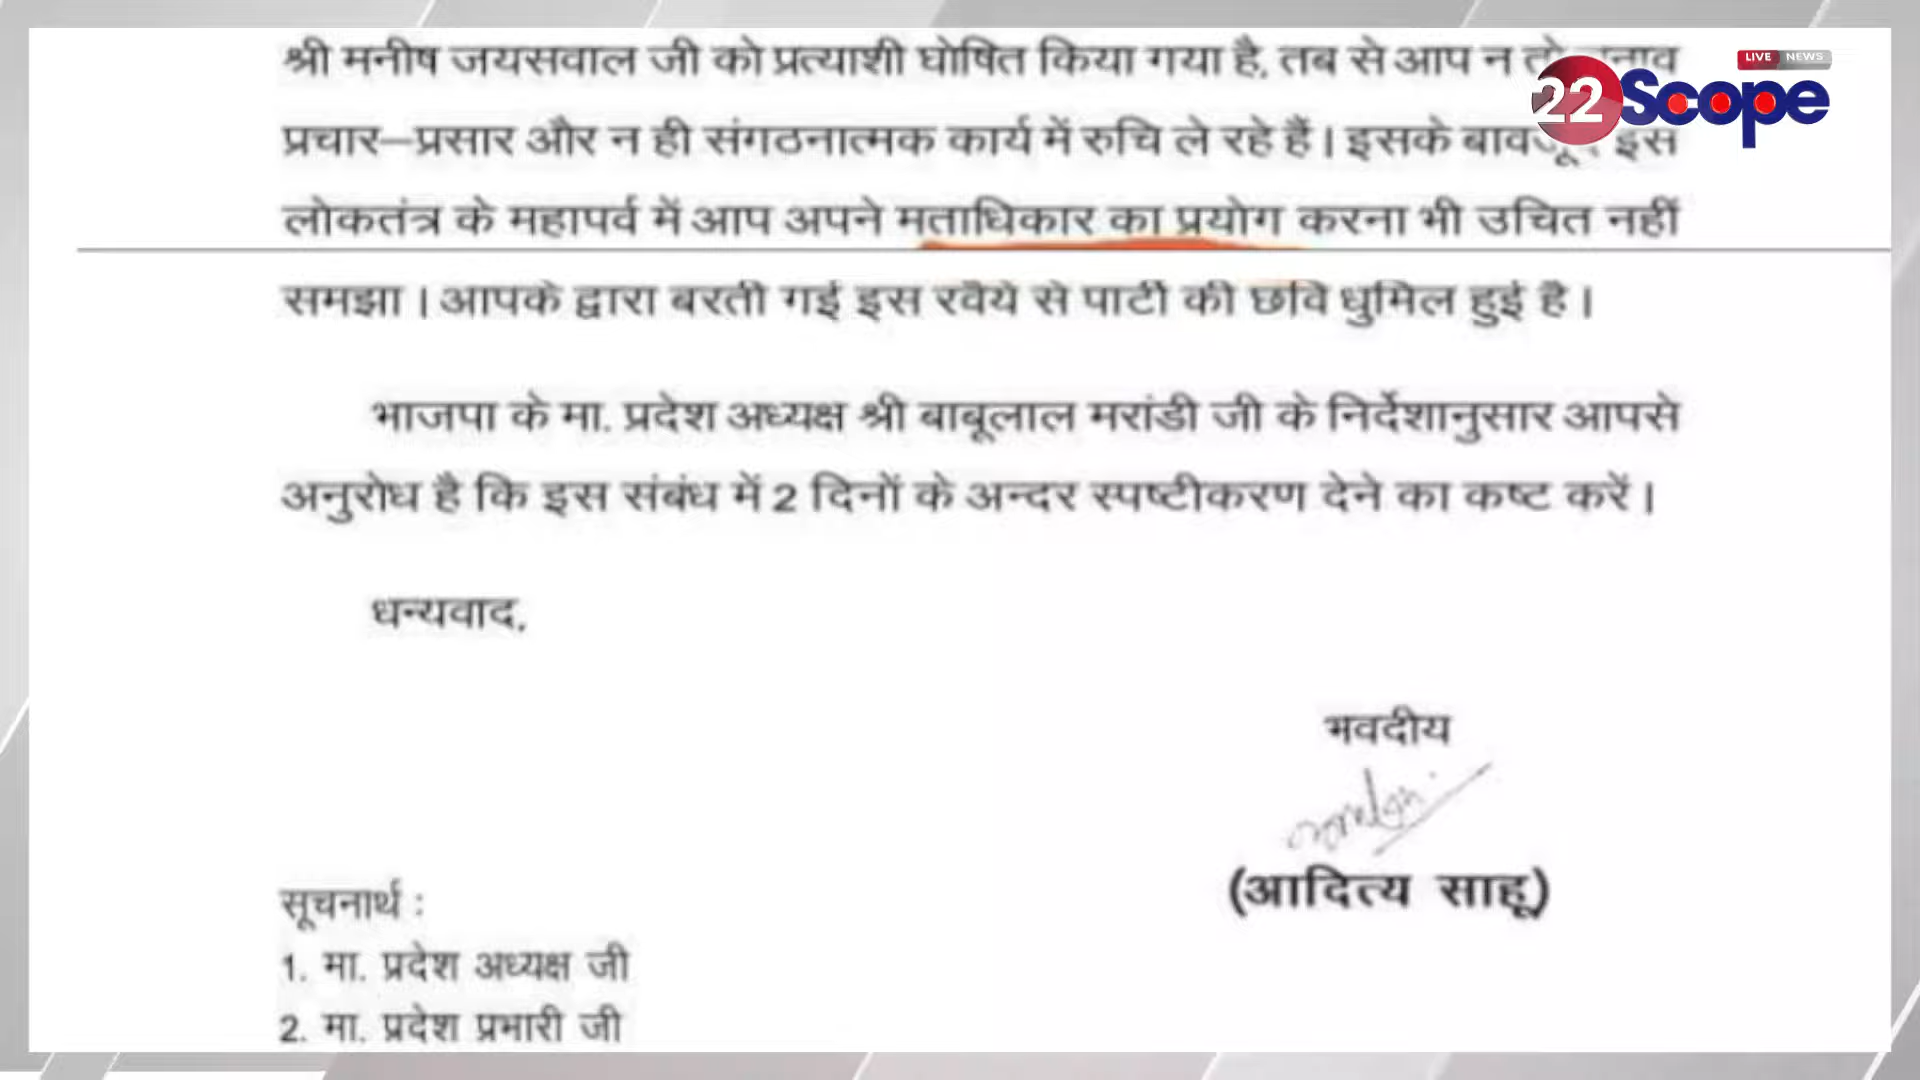 श्री मनीष जयसवाल जी को प्रत्याशी घोषित किया गया है, तब से आप न
LIVE NEWS
22Scope
प्रचार–प्रसार और न ही संगठनात्मक कार्य में रुचि ले रहे हैं। इसके इस
लोकतंत्र के महापर्व में आप अपने मताधिकार का प्रयोग करना भी उचित नहीं
समझा। आपके द्वारा बरती गई इस रवैये से पार्टी की छवि धुमिल हुई है।
भाजपा के मा. प्रदेश अध्यक्ष श्री बाबूलाल मरांडी जी के निर्देशानुसार आपसे
अनुरोध है कि इस संबंध में 2 दिनों के अन्दर स्पष्टीकरण देने का कष्ट करें।
धन्यवाद,
भवदीय
(आदित्य साहू)
सूचनार्थ :
1. मा. प्रदेश अध्यक्ष जी
2. मा. प्रदेश प्रभारी जी